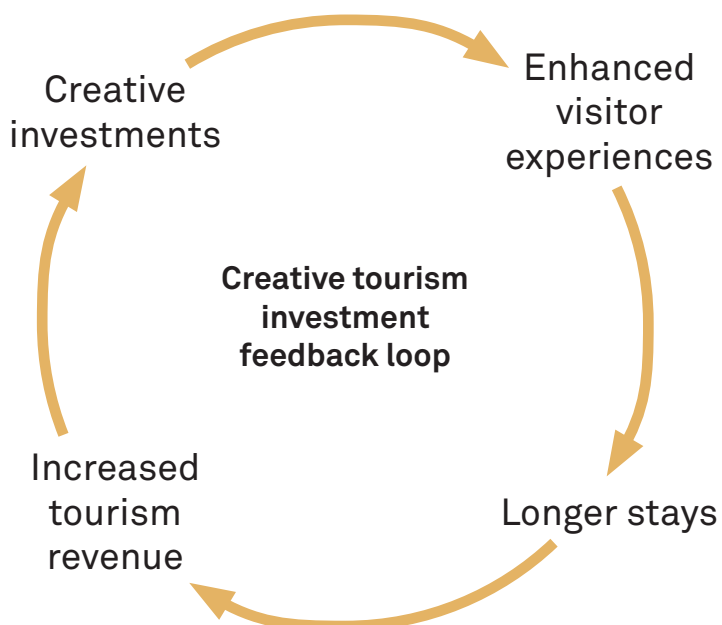 Creative
investments
Enhanced
visitor
experiences
Creative tourism
investment
feedback loop
Increased
tourism
revenue
Longer stays